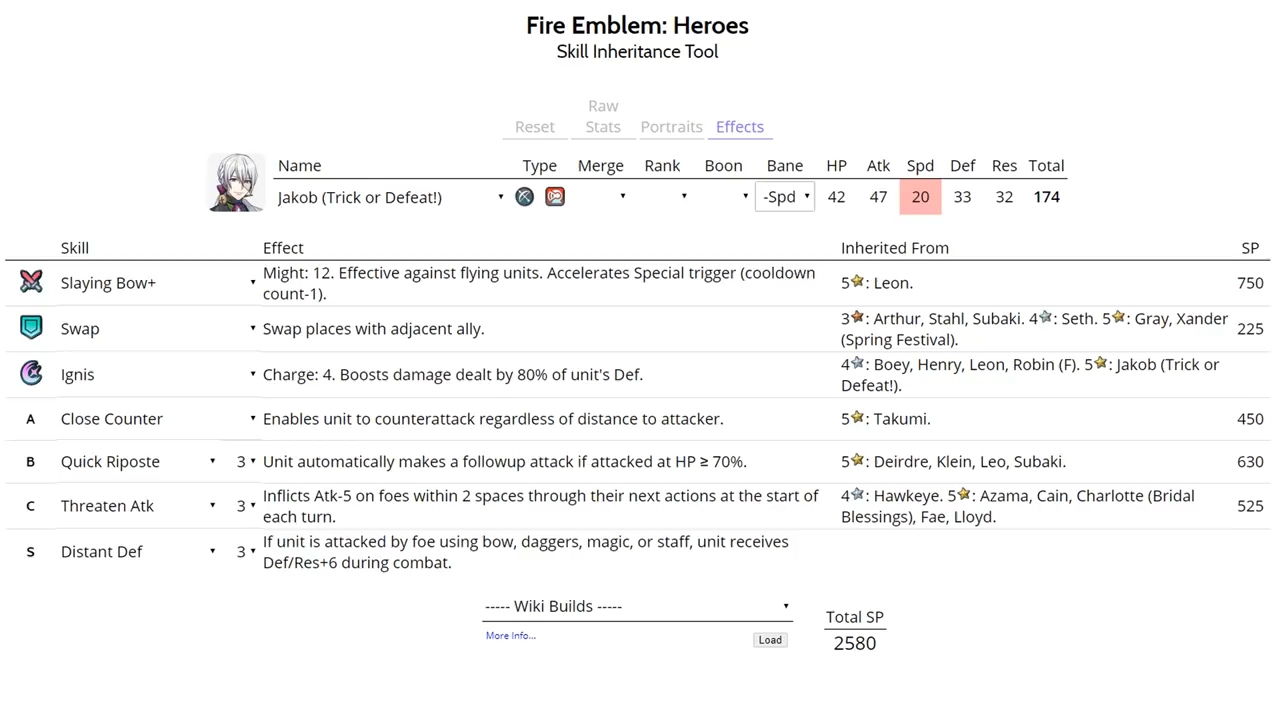 Fire Emblem: Heroes
Skill Inheritance Tool
Reset Raw Stats Portraits Effects
Name Type Merge Rank Boon Bane HP Atk Spd Def Res Total
Jakob (Trick or Defeat!) -Spd 42 47 20 33 32 174
Skill Effect Inherited From SP
Slaying Bow+ Might: 12. Effective against flying units. Accelerates Special trigger (cooldown count-1). 5: Leon. 750
Swap Swap places with adjacent ally. 3: Arthur, Stahl, Subaki. 4: Seth. 5: Gray, Xander (Spring Festival). 225
Ignis Charge: 4. Boosts damage dealt by 80% of unit's Def. 4: Boey, Henry, Leon, Robin (F). 5: Jakob (Trick or Defeat!).
A Close Counter Enables unit to counterattack regardless of distance to attacker. 5: Takumi. 450
B Quick Riposte 3 Unit automatically makes a followup attack if attacked at HP ≥ 70%. 5: Deirdre, Klein, Leo, Subaki. 630
C Threaten Atk 3 Inflicts Atk-5 on foes within 2 spaces through their next actions at the start of each turn. 4: Hawkeye. 5: Azama, Cain, Charlotte (Bridal Blessings), Fae, Lloyd. 525
S Distant Def 3 If unit is attacked by foe using bow, daggers, magic, or staff, unit receives Def/Res+6 during combat.
----- Wiki Builds -----
More Info... Load
Total SP
2580